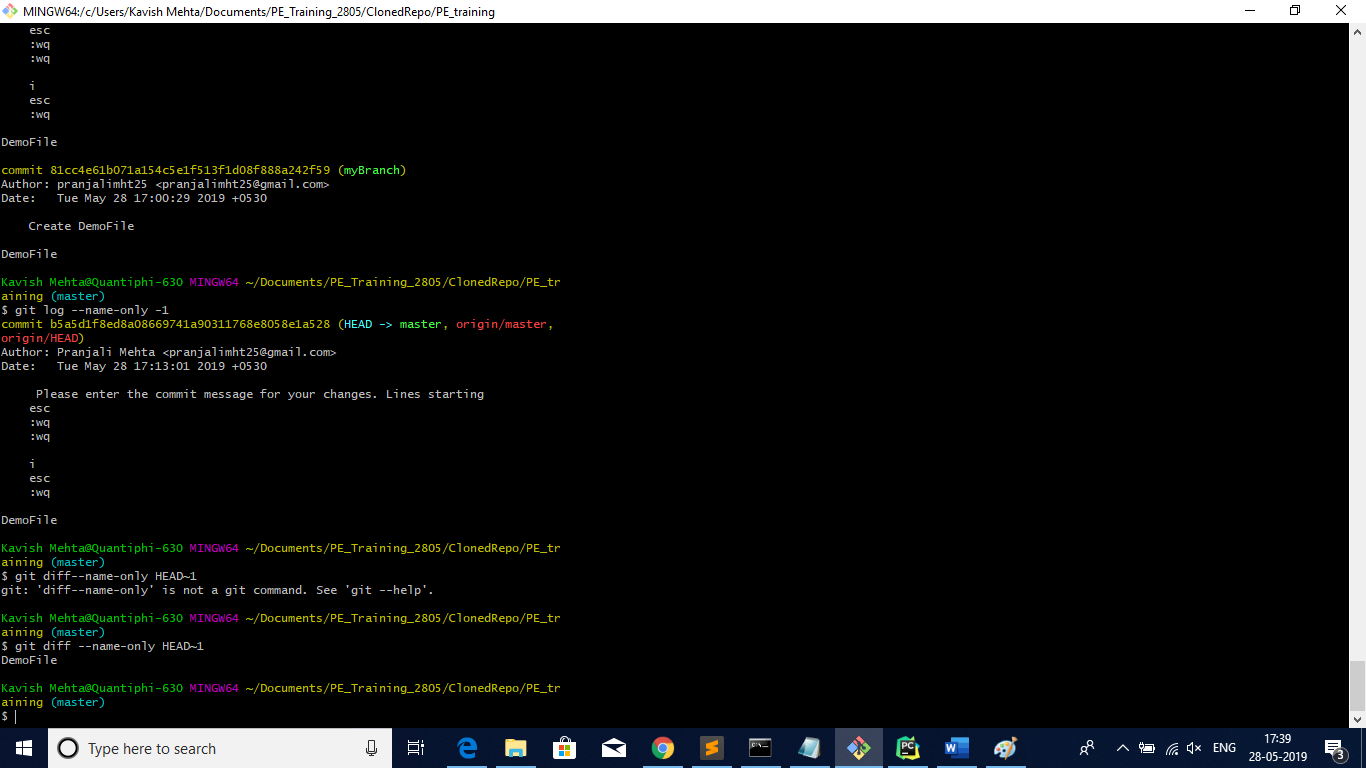 MINGW64:/c/Users/Kavish Mehta/Documents/PE_Training_2805/ClonedRepo/PE_training
esc
:wq
:wq
i
esc
:wq
DemoFile
commit 81cc4e61b071a154c5e1f513f1d08f888a242f59 (myBranch)
Author: pranjalimht25 <pranjalimht25@gmail.com>
Date:   Tue May 28 17:00:29 2019 +0530
Create DemoFile
DemoFile
Kavish Mehta@Quantiphi-630 MINGW64 ~/Documents/PE_Training_2805/ClonedRepo/PE_tr
aining (master)
$ git log --name-only -1
commit b5a5d1f8ed8a08669741a90311768e8058e1a528 (HEAD -> master, origin/master,
origin/HEAD)
Author: Pranjali Mehta <pranjalimht25@gmail.com>
Date:   Tue May 28 17:13:01 2019 +0530
Please enter the commit message for your changes. Lines starting
esc
:wq
:wq
i
esc
:wq
DemoFile
Kavish Mehta@Quantiphi-630 MINGW64 ~/Documents/PE_Training_2805/ClonedRepo/PE_tr
aining (master)
$ git diff--name-only HEAD~1
git: 'diff--name-only' is not a git command. See 'git --help'.
Kavish Mehta@Quantiphi-630 MINGW64 ~/Documents/PE_Training_2805/ClonedRepo/PE_tr
aining (master)
$ git diff --name-only HEAD~1
DemoFile
Kavish Mehta@Quantiphi-630 MINGW64 ~/Documents/PE_Training_2805/ClonedRepo/PE_tr
aining (master)
$
Type here to search
ENG
17:39
28-05-2019
3